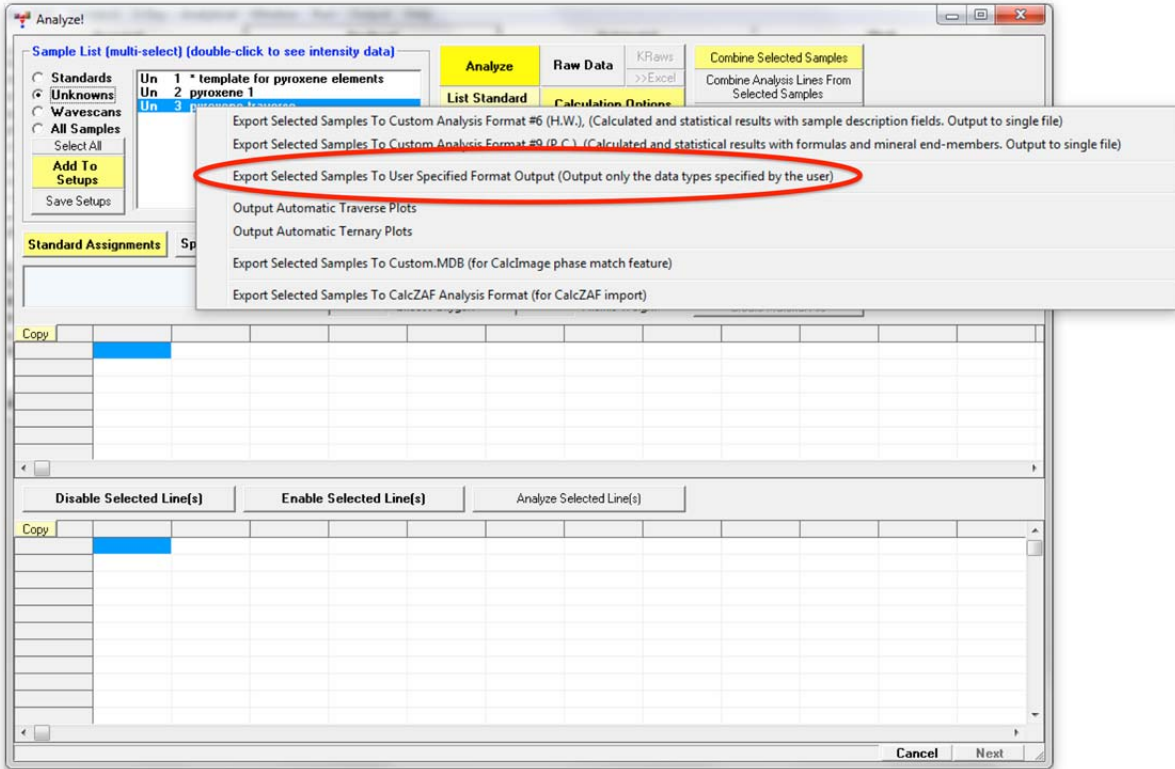 Analyze!
Sample List (multi-select) (double-click to see intensity data)
Standards
Unknowns
Wavescans
All Samples
Select All
Add To
Setups
Save Setups
Un 1 * template for pyroxene elements
Un 2 pyroxene 1
Un 3 pyroxene traverse
Analyze
Raw Data
KRaws
>>Excel
List Standard
Calculation Options
Combine Selected Samples
Combine Analysis Lines From
Selected Samples
Export Selected Samples To Custom Analysis Format #6 (H.W.), (Calculated and statistical results with sample description fields. Output to single file)
Export Selected Samples To Custom Analysis Format #9 (P.C.), (Calculated and statistical results with formulas and mineral end-members. Output to single file)
Export Selected Samples To User Specified Format Output (Output only the data types specified by the user)
Output Automatic Traverse Plots
Output Automatic Ternary Plots
Export Selected Samples To Custom.MDB (for CalcImage phase match feature)
Export Selected Samples To CalcZAF Analysis Format (for CalcZAF import)
Standard Assignments
Sp
Copy
Disable Selected Line(s)
Enable Selected Line(s)
Analyze Selected Line(s)
Copy
Cancel
Next